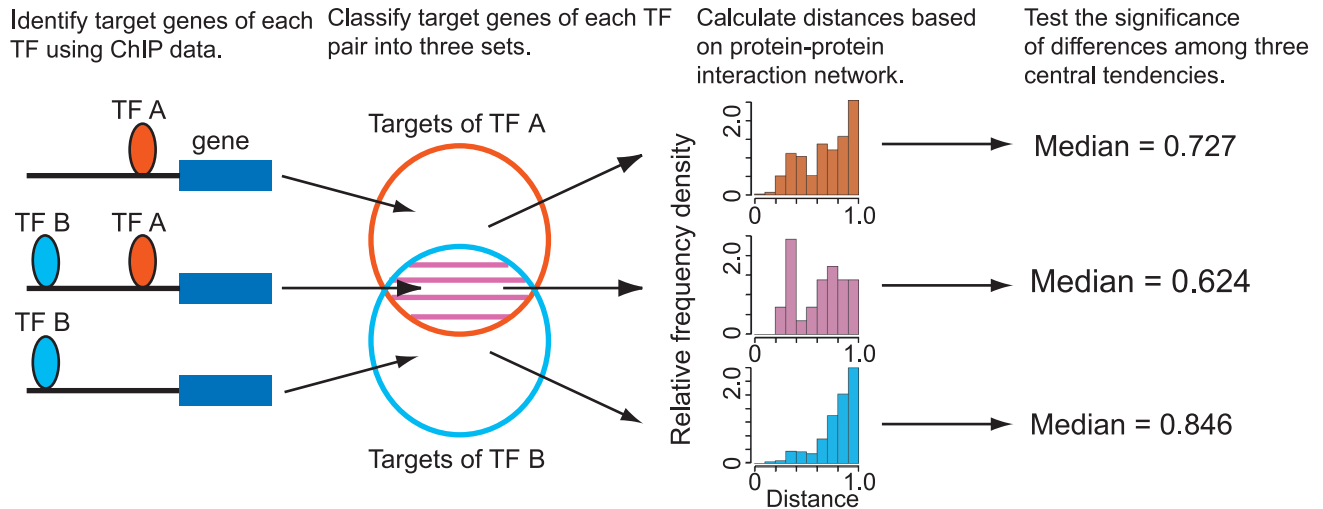 Identify target genes of each
TF using ChIP data.
Classify target genes of each TF
pair into three sets.
Calculate distances based
on protein-protein
interaction network.
Test the significance
of differences among three
central tendencies.
TF A
gene
TF B
TF A
TF B
Targets of TF A
Targets of TF B
Relative frequency density
2.0
0
0
1.0
2.0
0
0
1.0
2.0
0
0
1.0
Distance
Median = 0.727
Median = 0.624
Median = 0.846